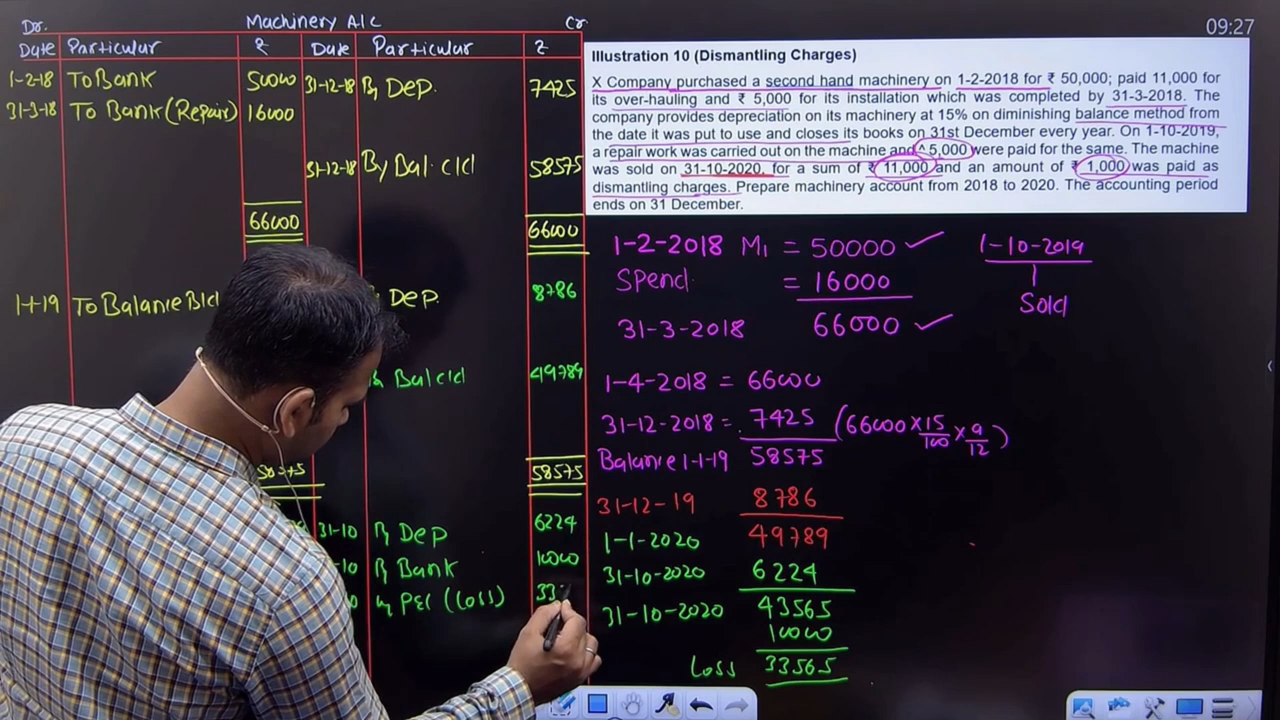 09:27
Dr. Machinery A/c Cr
Date Particular ₹ Date Particular ₹
1-2-18 To Bank 50000 31-12-18 By Dep. 7425
31-3-18 To Bank (Repair) 16000
31-12-18 By Bal. c/d 58575
66000 66000
1-1-19 To Balance B/d Dep. 8786
Bal c/d 49789
58575
31-10 By Dep 6224
10 By Bank 10000
By P&L (Loss) 33
Illustration 10 (Dismantling Charges)
X Company purchased a second hand machinery on 1-2-2018 for ₹ 50,000; paid 11,000 for
its over-hauling and ₹ 5,000 for its installation which was completed by 31-3-2018. The
company provides depreciation on its machinery at 15% on diminishing balance method from
the date it was put to use and closes its books on 31st December every year. On 1-10-2019,
a repair work was carried out on the machine and ^ 5,000 were paid for the same. The machine
was sold on 31-10-2020, for a sum of ₹ 11,000 and an amount of ₹ 1,000 was paid as
dismantling charges. Prepare machinery account from 2018 to 2020. The accounting period
ends on 31 December.
1-2-2018 M1 = 50000 ✓
Spend = 16000
31-3-2018 66000 ✓
1-10-2019
Sold
1-4-2018 = 66000
31-12-2018 = 7425 (66000 × 15/100 × 9/12)
Balance 1-1-19 58575
31-12-19 8786
1-1-2020 49789
31-10-2020 6224
31-10-2020 43565
10000
Loss 33565